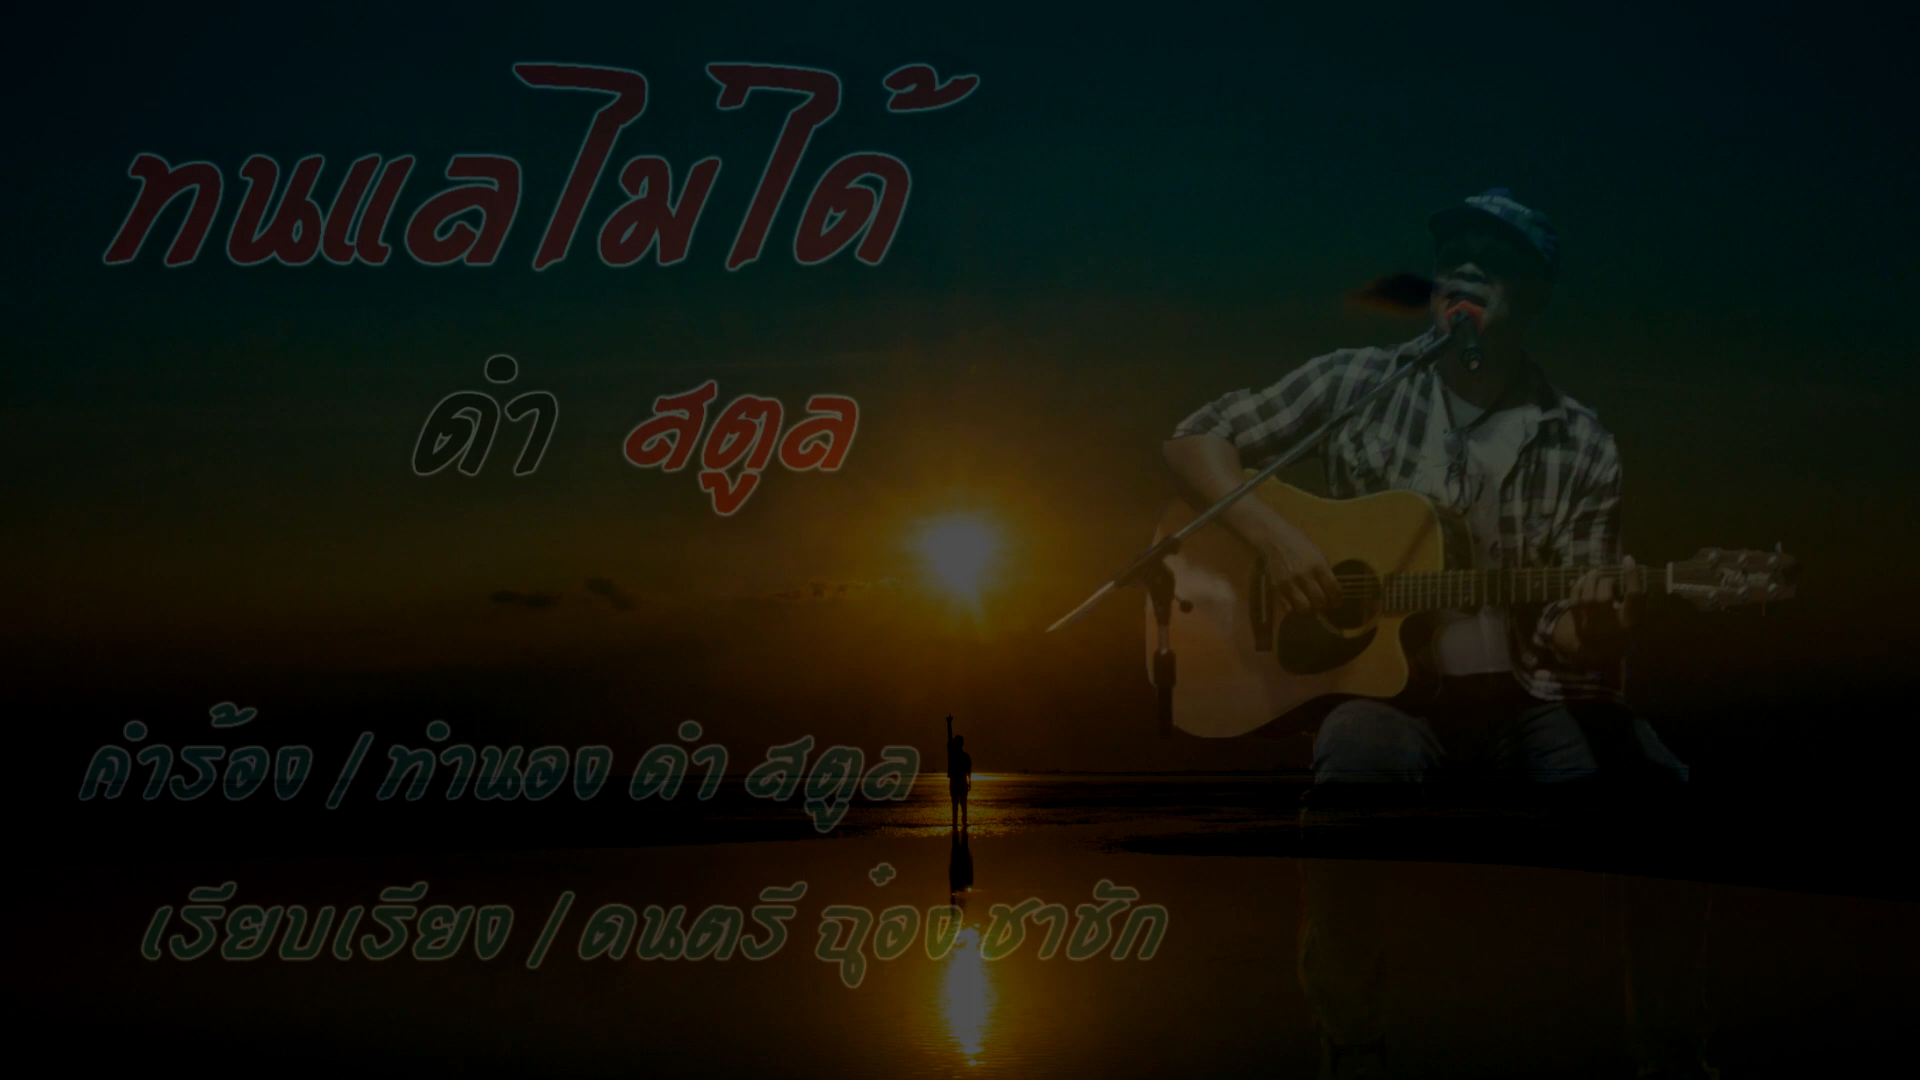 ทนแลไม่ได้
ดำ สตูล
คำร้อง / ทำนอง ดำ สตูล
เรียบเรียง / ดนตรี ฉุ๋อง ชาชัก